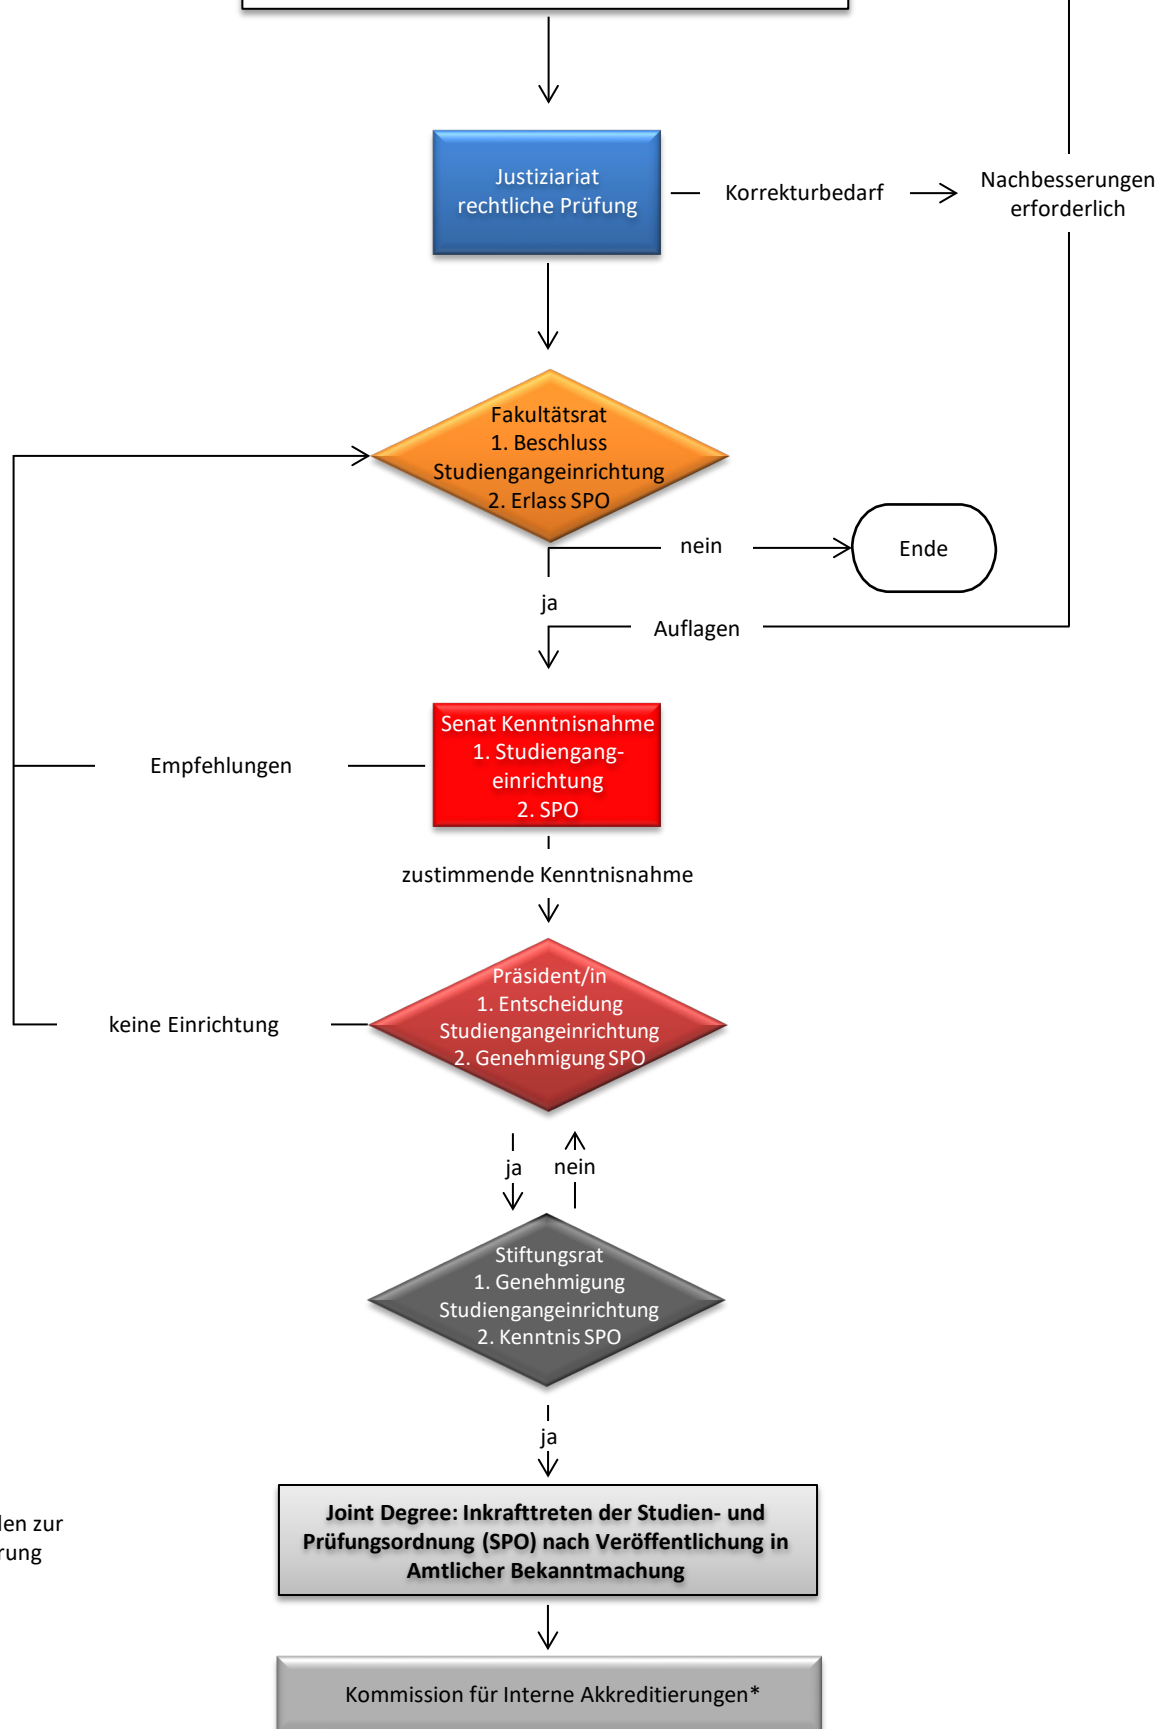 Justiziariat
rechtliche Prüfung
Korrekturbedarf
Nachbesserungen
erforderlich
Fakultätsrat
1. Beschluss
Studiengangeinrichtung
2. Erlass SPO
nein
Ende
ja
Auflagen
Senat Kenntnisnahme
1. Studiengang-
einrichtung
2. SPO
Empfehlungen
zustimmende Kenntnisnahme
Präsident/in
1. Entscheidung
Studiengangeinrichtung
2. Genehmigung SPO
keine Einrichtung
ja nein
Stiftungsrat
1. Genehmigung
Studiengangeinrichtung
2. Kenntnis SPO
ja
Joint Degree: Inkrafttreten der Studien- und
Prüfungsordnung (SPO) nach Veröffentlichung in
Amtlicher Bekanntmachung
zur
Kommission für Interne Akkreditierungen*